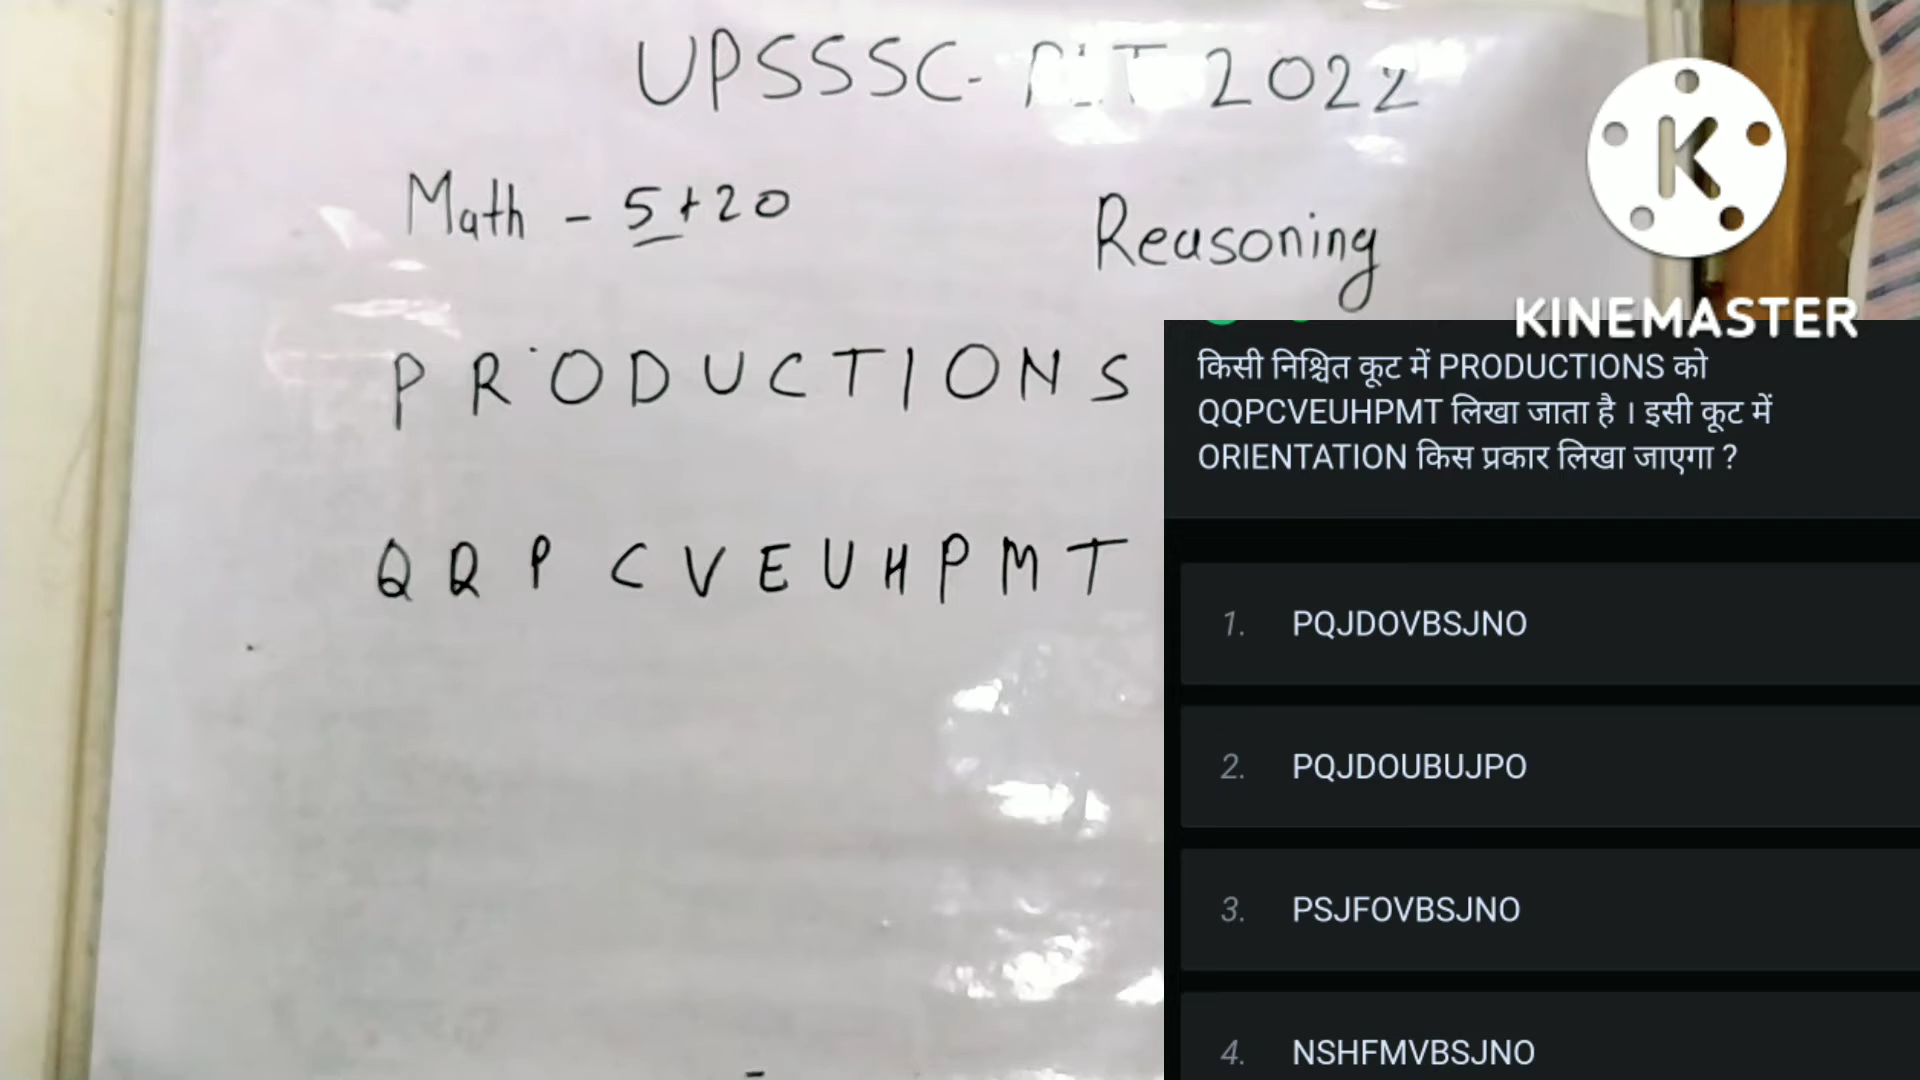 UPSSSC- PET 2022
Math - 5+20
Reasoning
K
KINEMASTER
PRODUCTIONS
QQPCVEUHPMT
किसी निश्चित कूट में PRODUCTIONS को
QQPCVEUHPMT लिखा जाता है । इसी कूट में
ORIENTATION किस प्रकार लिखा जाएगा ?
1. PQJDOVBSJNO
2. PQJDOUBUJPO
3. PSJFOVBSJNO
4. NSHFMVBSJNO